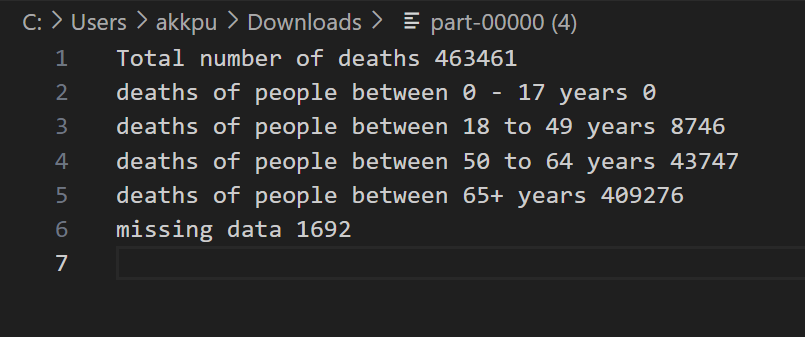 C: > Users > akkpu > Downloads > part-00000 (4)
1 Total number of deaths 463461
2 deaths of people between 0 - 17 years 0
3 deaths of people between 18 to 49 years 8746
4 deaths of people between 50 to 64 years 43747
5 deaths of people between 65+ years 409276
6 missing data 1692
7